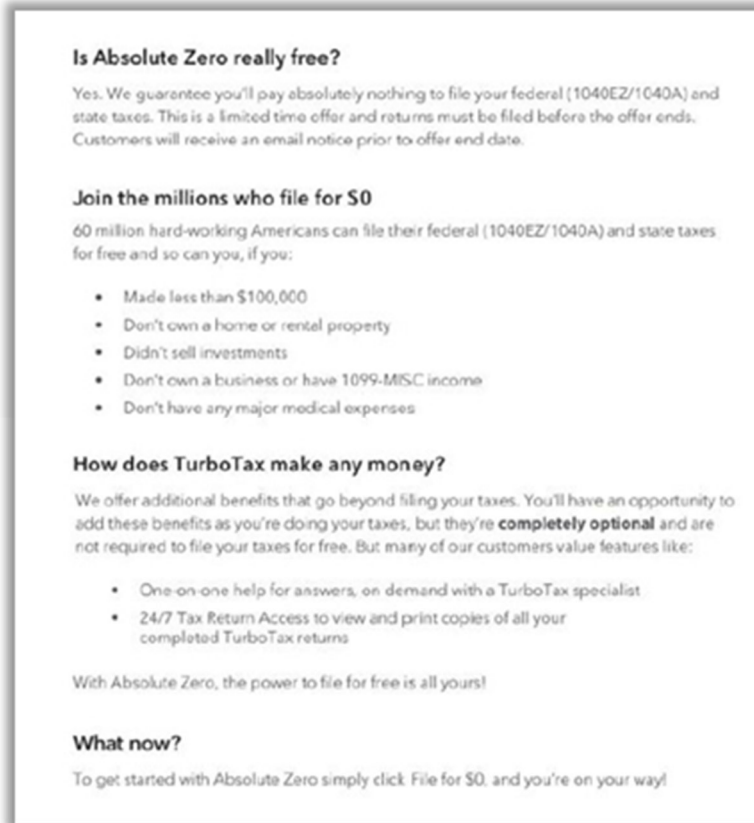 Is Absolute Zero really free?
Yes. We guarantee you'll pay absolutely nothing to file your federal (1040EZ/1040A) and
state taxes. This is a limited time offer and returns must be filed before the offer ends.
Customers will receive an email notice prior to offer end date.
Join the millions who file for $0
60 million hard-working Americans can file their federal (1040EZ/1040A) and state taxes
for free and so can you, if you:
• Made less than $100,000
• Don't own a home or rental property
• Didn't sell investments
• Don't own a business or have 1099-MISC income
• Don't have any major medical expenses
How does TurboTax make any money?
We offer additional benefits that go beyond filing your taxes. You'll have an opportunity to
add these benefits as you're doing your taxes, but they're completely optional and are
not required to file your taxes for free. But many of our customers value features like:
• One-on-one help for answers, on demand with a TurboTax specialist
• 24/7 Tax Return Access to view and print copies of all your
completed TurboTax returns
With Absolute Zero, the power to file for free is all yours!
What now?
To get started with Absolute Zero simply click File for $0, and you're on your way!